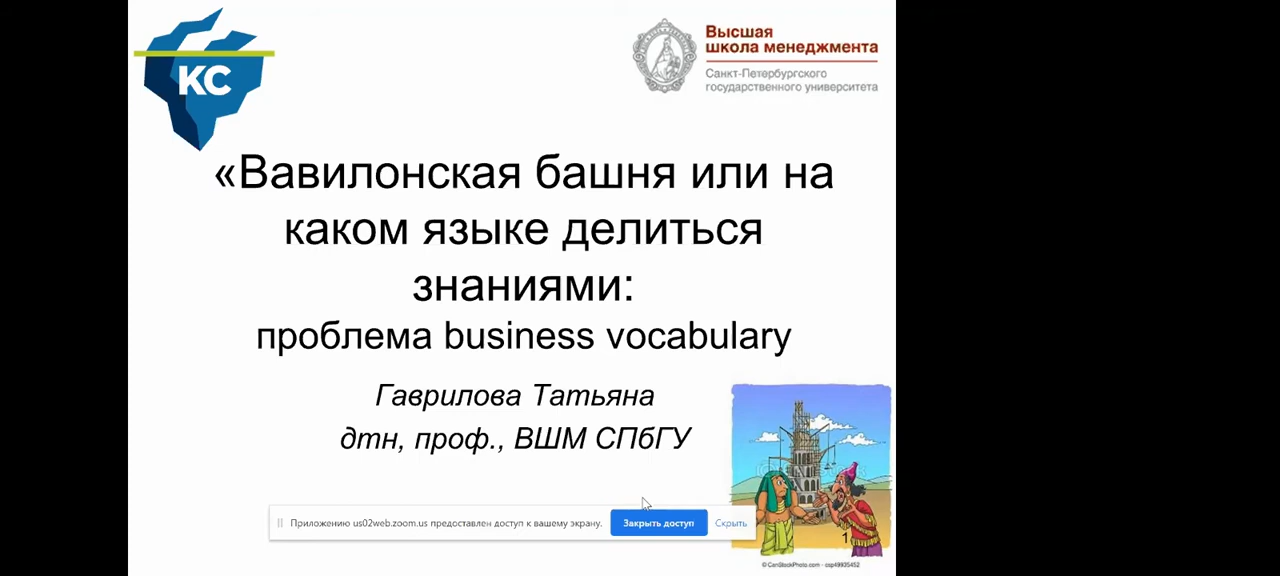 КС
Высшая
школа менеджмента
Санкт-Петербургского
государственного университета
«Вавилонская башня или на
каком языке делиться
знаниями:
проблема business vocabulary
Гаврилова Татьяна
дтн, проф., ВШМ СПбГУ
Приложению us02web.zoom.us предоставлен доступ к вашему экрану.
Закрыть доступ
Скрыть
1
© CanStockPhoto.com - csp49935452